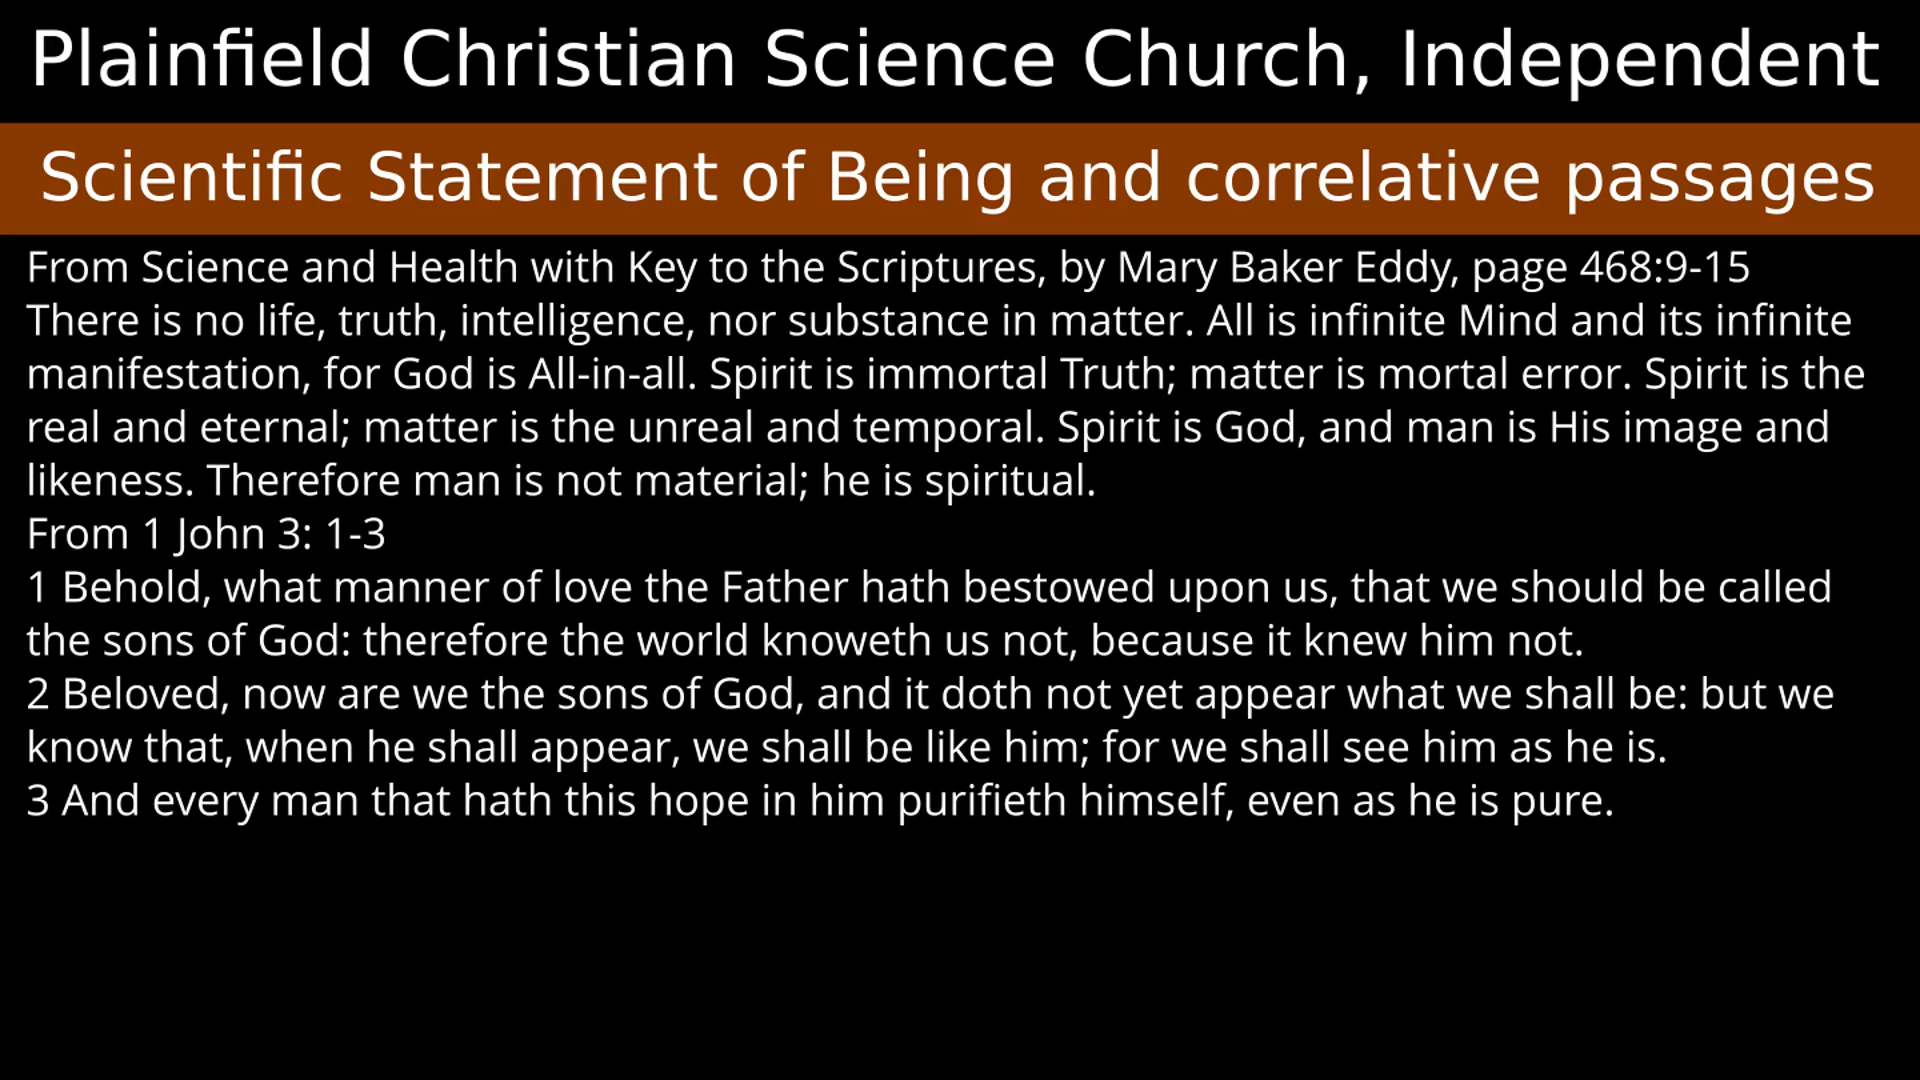 Plainfield Christian Science Church, Independent
Scientific Statement of Being and correlative passages
From Science and Health with Key to the Scriptures, by Mary Baker Eddy, page 468:9-15
There is no life, truth, intelligence, nor substance in matter. All is infinite Mind and its infinite
manifestation, for God is All-in-all. Spirit is immortal Truth; matter is mortal error. Spirit is the
real and eternal; matter is the unreal and temporal. Spirit is God, and man is His image and
likeness. Therefore man is not material; he is spiritual.
From 1 John 3: 1-3
1 Behold, what manner of love the Father hath bestowed upon us, that we should be called
the sons of God: therefore the world knoweth us not, because it knew him not.
2 Beloved, now are we the sons of God, and it doth not yet appear what we shall be: but we
know that, when he shall appear, we shall be like him; for we shall see him as he is.
3 And every man that hath this hope in him purifieth himself, even as he is pure.